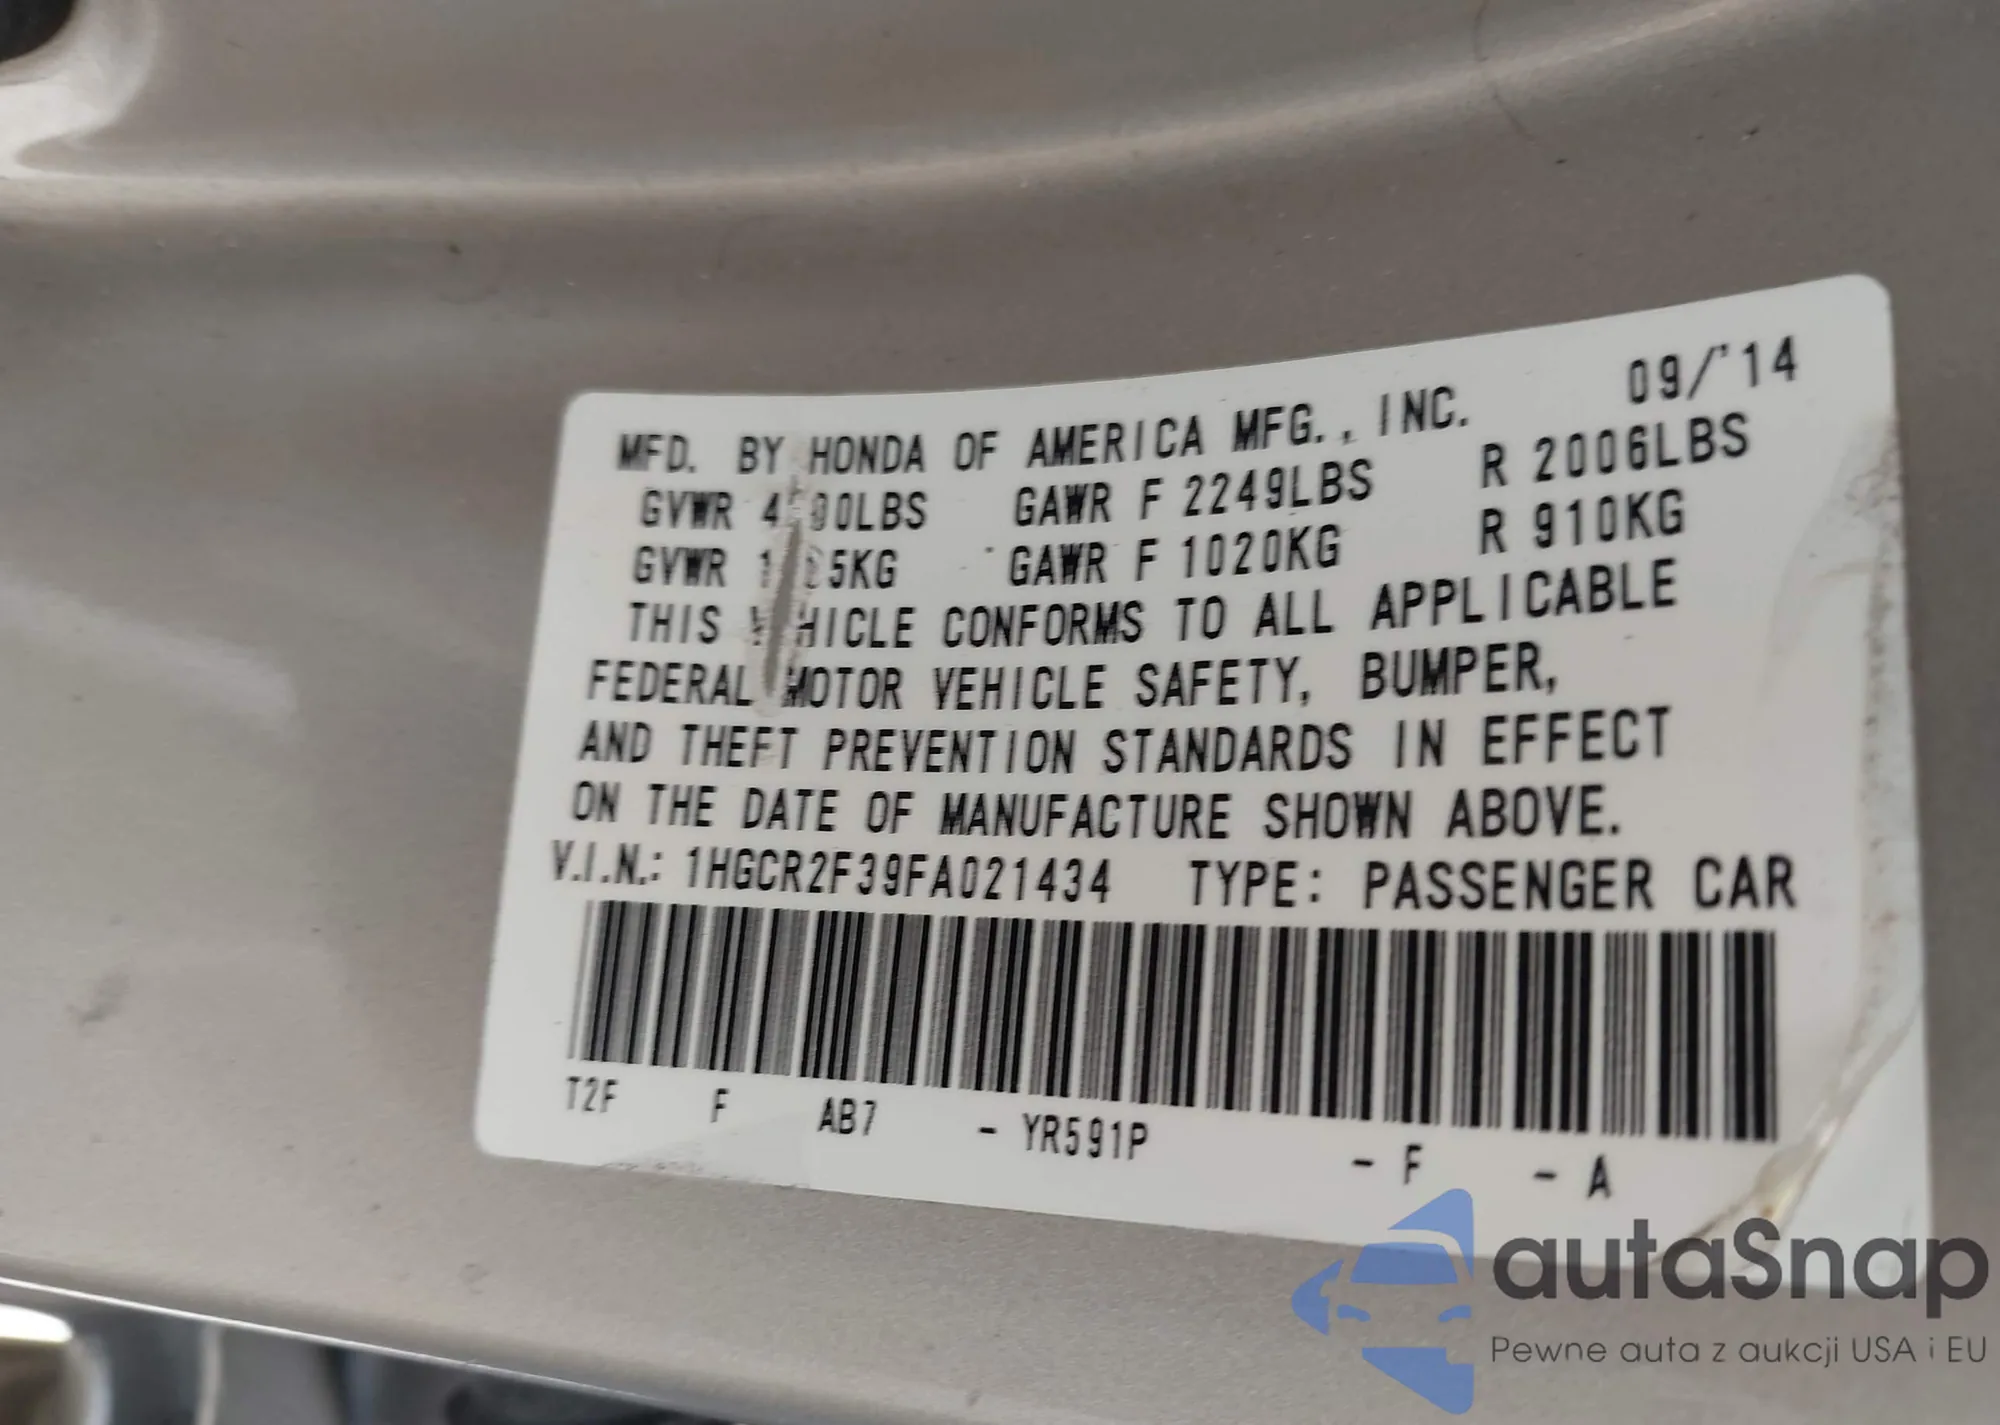 09/'14
MFD. BY HONDA OF AMERICA MFG., INC.
GVWR GAWR F 2249LBS R 2006LBS
GVWR GAWR F 1020KG R 910KG
THIS VEHICLE CONFORMS TO ALL APPLICABLE
FEDERAL MOTOR VEHICLE SAFETY, BUMPER,
AND THEFT PREVENTION STANDARDS IN EFFECT
ON THE DATE OF MANUFACTURE SHOWN ABOVE.
V.I.N.: 1HGCR2F39FA021434 TYPE: PASSENGER CAR
T2F F AB7 - YR591P - F - A
autaSnap
Pewne auta z aukcji USA i EU